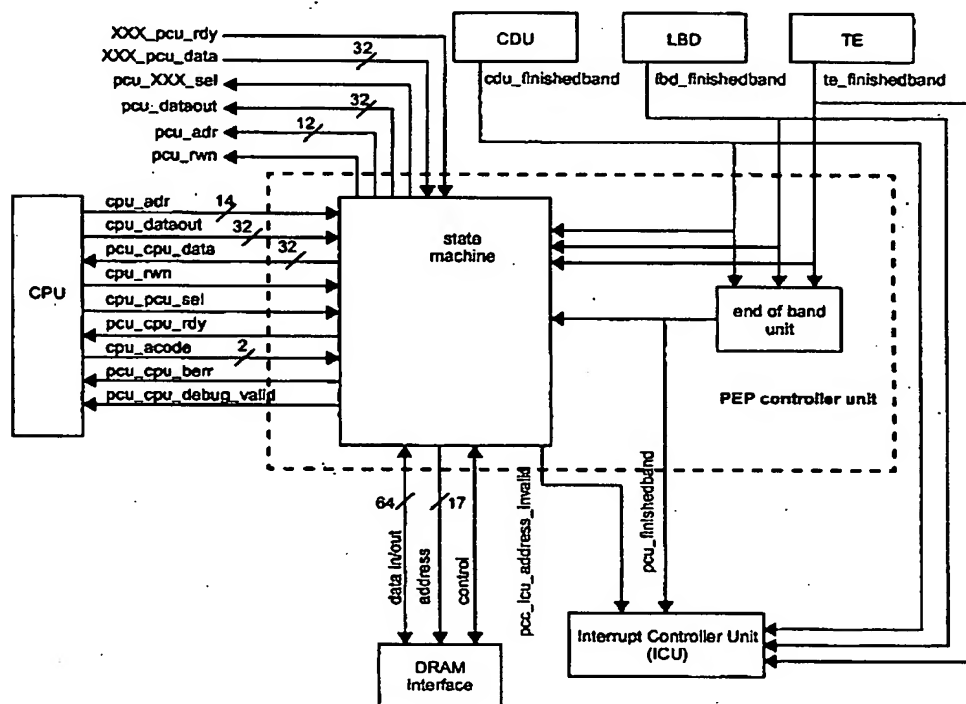 XXX_pcu_rdy
XXX_pcu_data
32
pcu_XXX_sel
pcu_dataout
32
pcu_adr
12
pcu_rwn
CDU
LBD
TE
cdu_finishedband
lbd_finishedband
te_finishedband
CPU
cpu_adr
14
cpu_dataout
32
pcu_cpu_data
32
cpu_rwn
cpu_pcu_sel
pcu_cpu_rdy
cpu_acode
2
pcu_cpu_berr
pcu_cpu_debug_valid
state
machine
end of band
unit
PEP controller unit
64
17
data in/out
address
control
pcc_icu_address_invalid
pcu_finishedband
DRAM
Interface
Interrupt Controller Unit
(ICU)